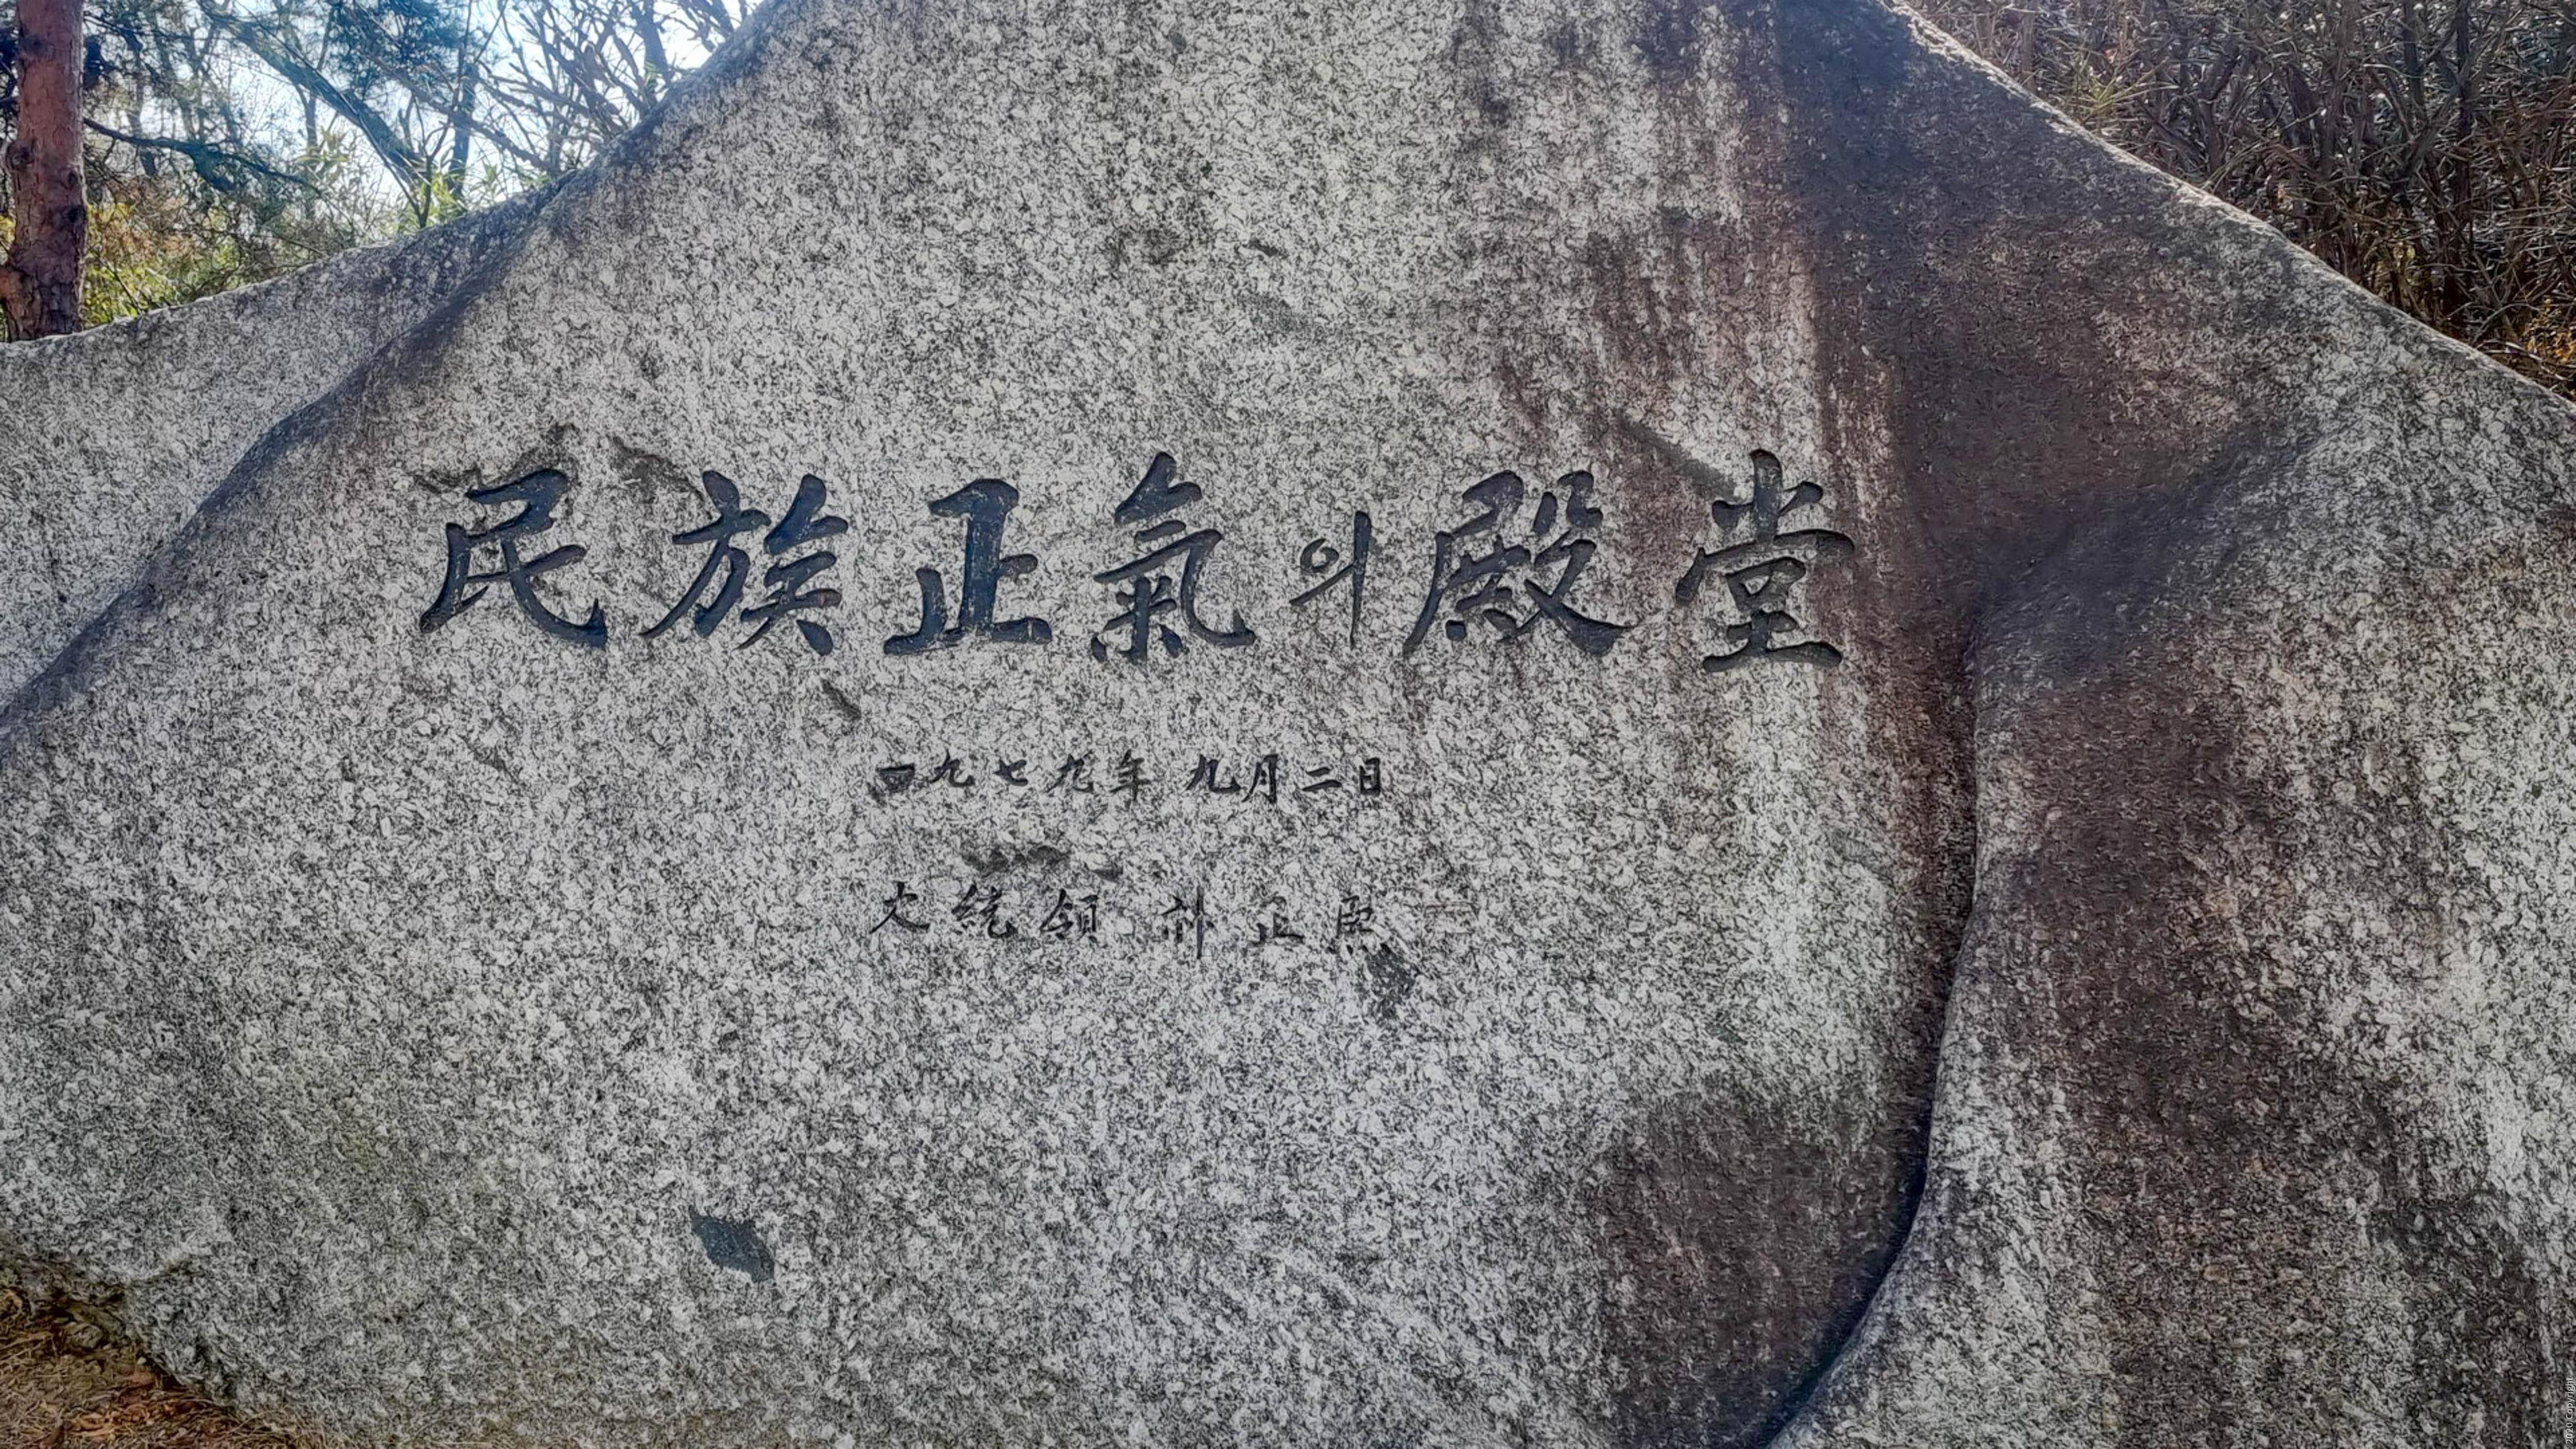 民族正氣의殿堂
一九七九年 九月二日
大統領 朴正熙
Copyright